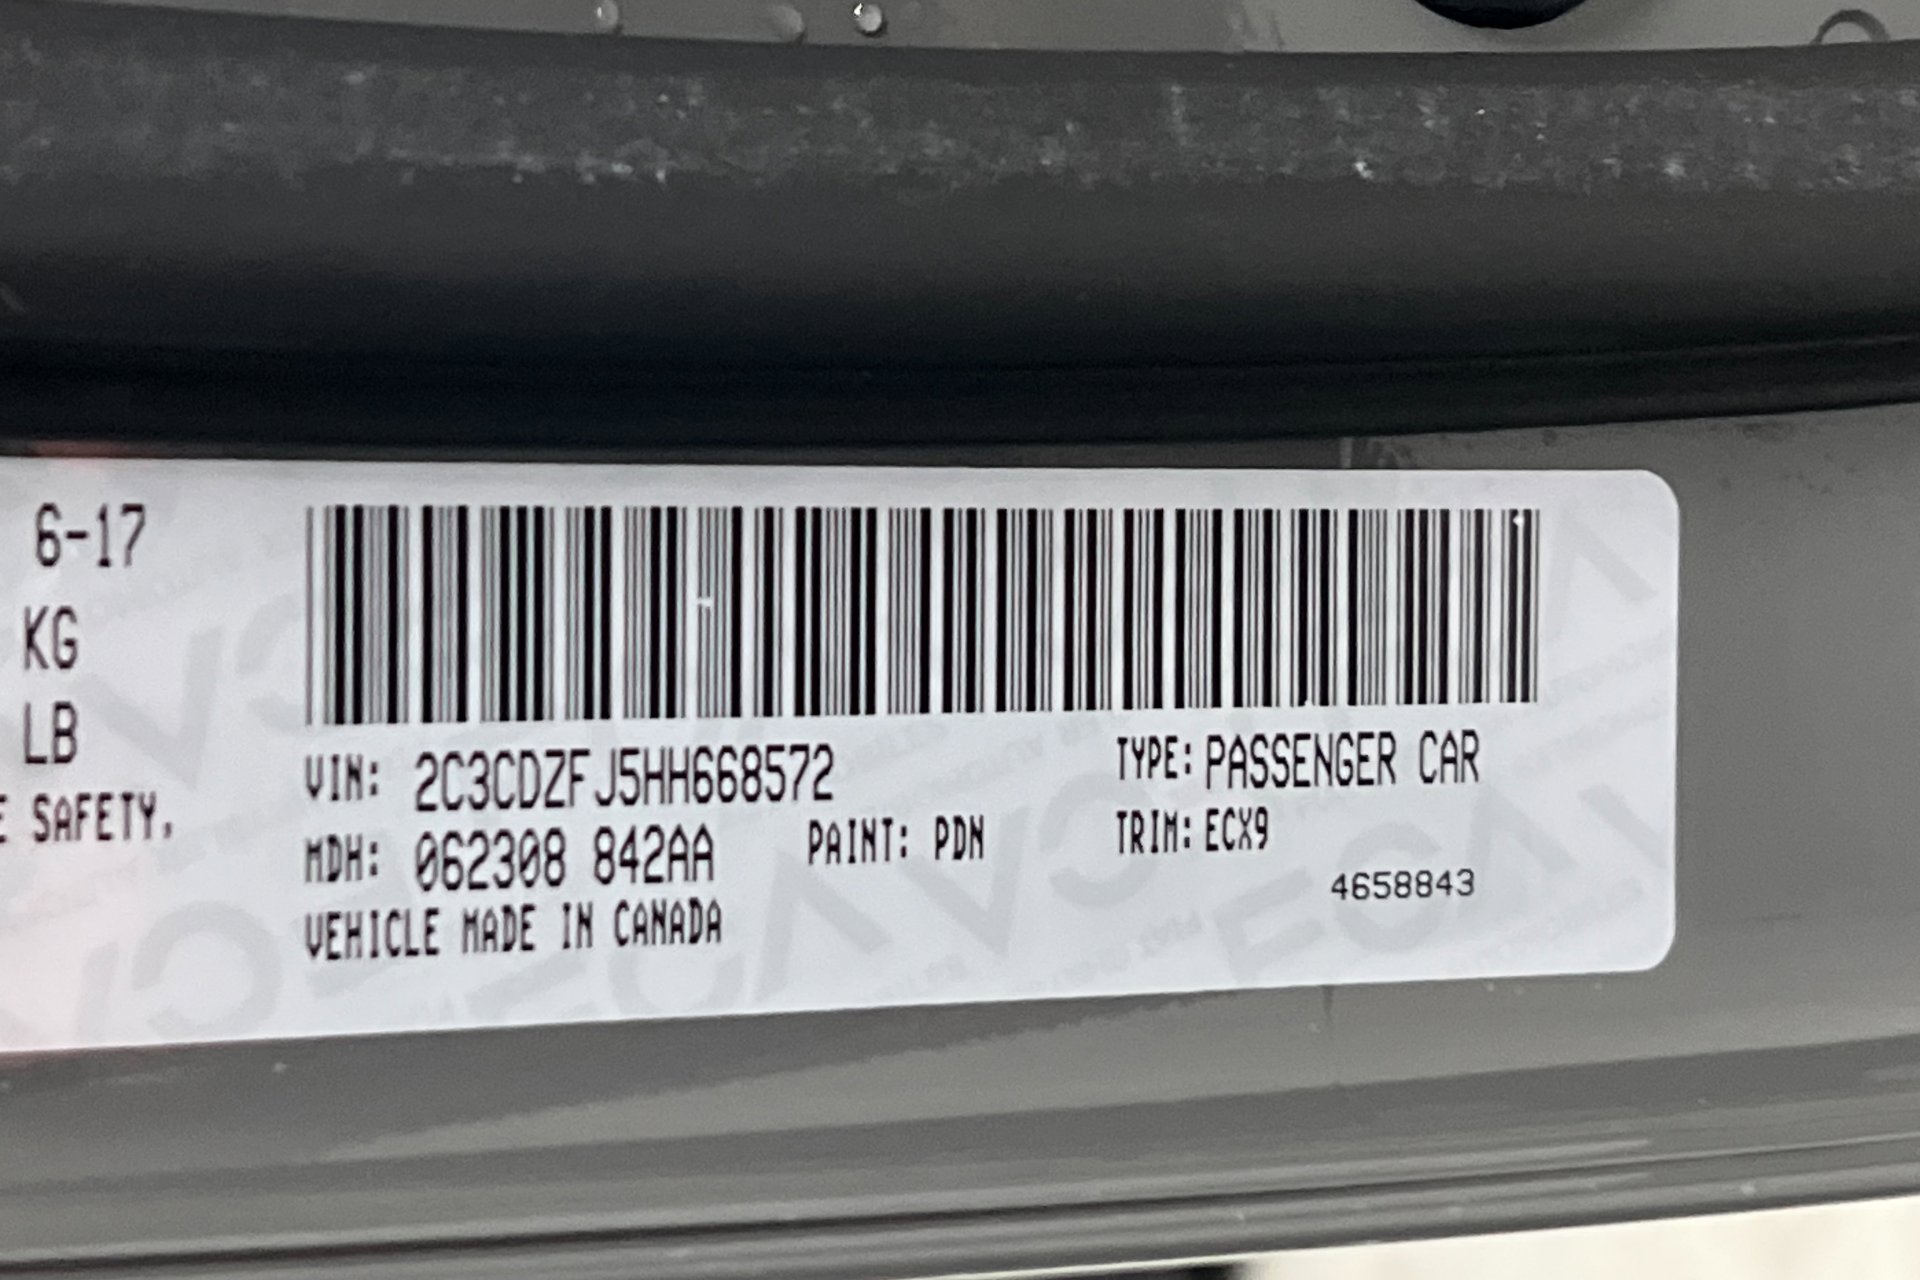 6-17
KG
LB
E SAFETY.
VIN: 2C3CDZFJ5HH668572
TYPE: PASSENGER CAR
MDH: 062308 842AA
PAINT: PDN
TRIM: ECX9
4658843
VEHICLE MADE IN CANADA